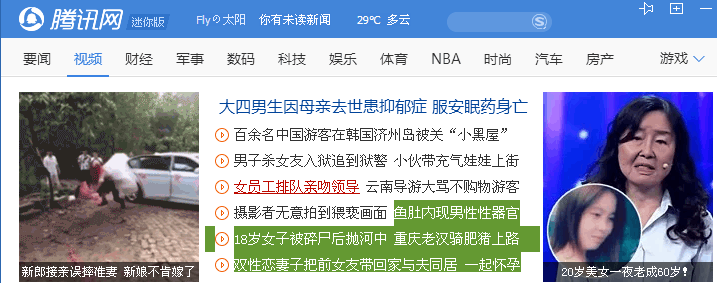 腾讯网 迷你版 Fly的太阳 你有未读新闻 29℃ 多云
要闻 视频 财经 军事 数码 科技 娱乐 体育 NBA 时尚 汽车 房产 游戏
大四男生因母亲去世患抑郁症 服安眠药身亡
百余名中国游客在韩国济州岛被关“小黑屋”
男子杀女友入狱追到狱警 小伙带充气娃娃上街
女员工排队亲吻领导 云南导游大骂不购物游客
摄影者无意拍到猥亵画面 鱼肚内现男性性器官
18岁女子被碎尸后抛河中 重庆老汉骑肥猪上路
双性恋妻子把前女友带回家与夫同居 一起怀孕
新郎接亲误摔准妻 新娘不肯嫁了
20岁美女一夜老成60岁！